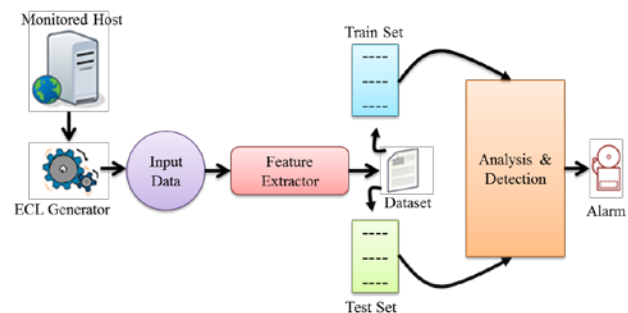 Monitored Host
ECL Generator
Input
Data
Feature
Extractor
Dataset
Train Set
Test Set
Analysis &
Detection
Alarm